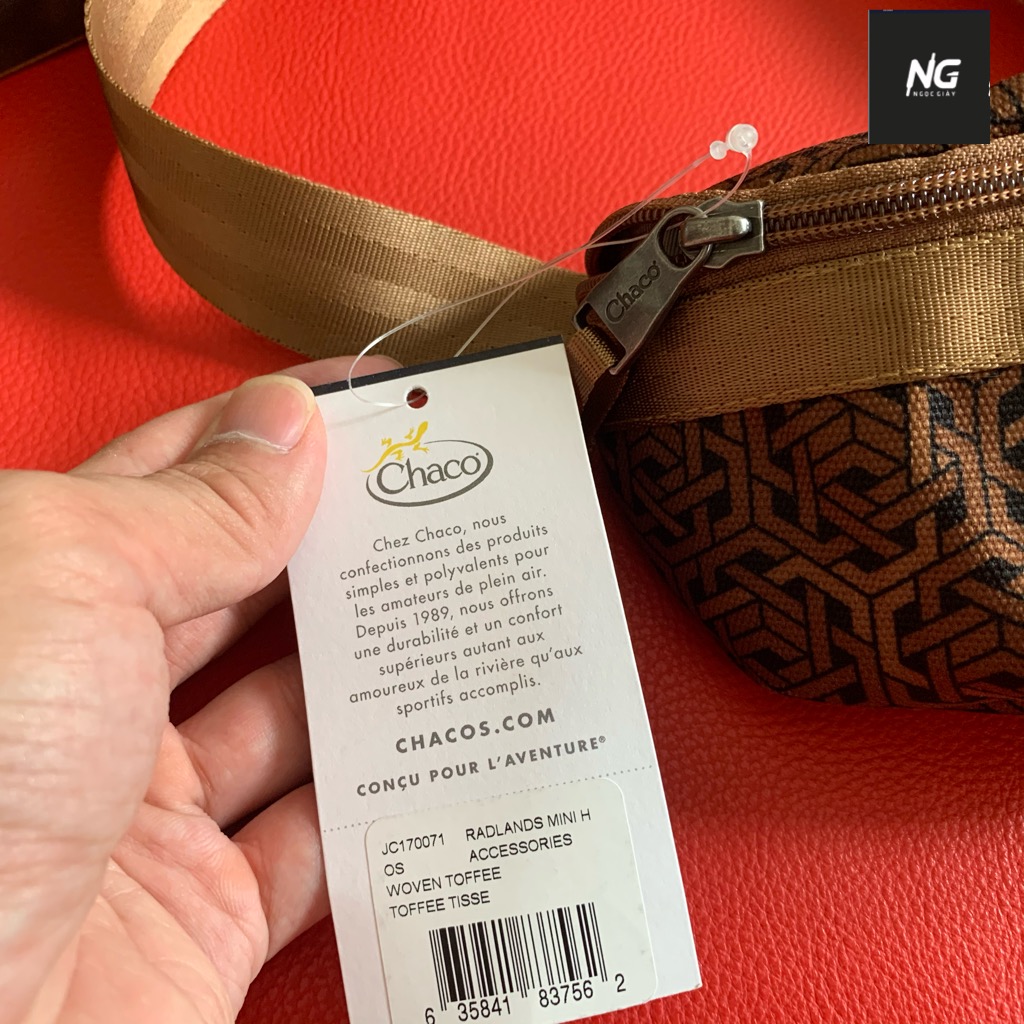 NG
NGOCGIAY
Chaco
Chaco
Chez Chaco, nous
confectionnons des produits
simples et polyvalents pour
les amateurs de plein air.
Depuis 1989, nous offrons
une durabilité et un confort
supérieurs autant aux
amoureux de la rivière qu'aux
sportifs accomplis.
CHACOS.COM
CONÇU POUR L'AVENTURE®
JC170071 RADLANDS MINI H
OS ACCESSORIES
WOVEN TOFFEE
TOFFEE TISSE
6 35841 83756 2